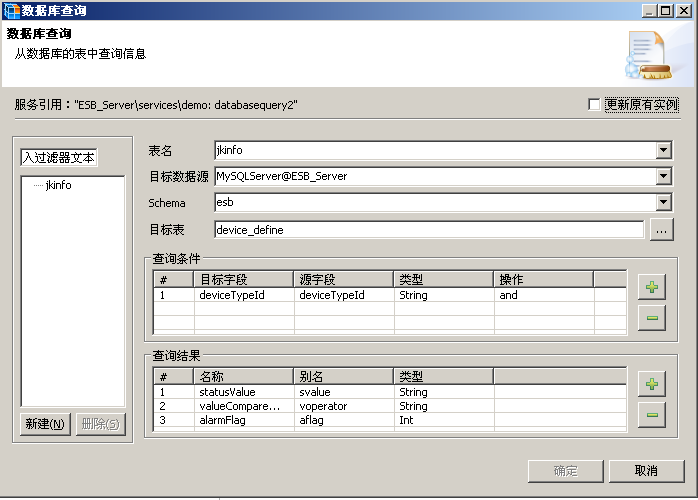 数据库查询
数据库查询
从数据库的表中查询信息
服务引用："ESB_Server\services\demo: databasequery2"
更新原有实例
入过滤器文本
jkinfo
新建(N)
删除(S)
表名
jkinfo
目标数据源
MySQLServer@ESB_Server
Schema
esb
目标表
device_define
...
查询条件
# 目标字段 源字段 类型 操作
1 deviceTypeId deviceTypeId String and
查询结果
# 名称 别名 类型
1 statusValue svalue String
2 valueCompare... voperator String
3 alarmFlag aflag Int
确定
取消